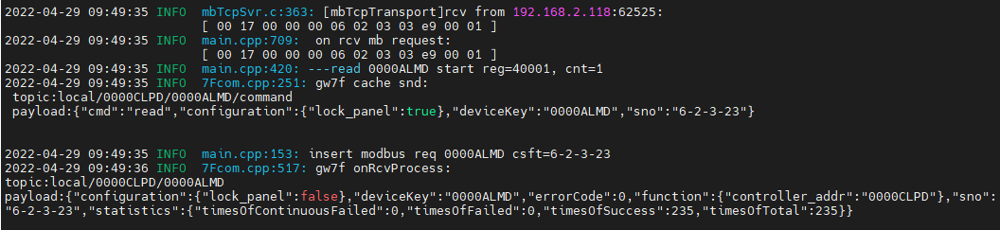 2022-04-29 09:49:35 INFO  mbTcpSvr.c:363: [mbTcpTransport]rcv from 192.168.2.118:62525:
[ 00 17 00 00 00 06 02 03 03 e9 00 01 ]
2022-04-29 09:49:35 INFO  main.cpp:709:  on rcv mb request:
[ 00 17 00 00 00 06 02 03 03 e9 00 01 ]
2022-04-29 09:49:35 INFO  main.cpp:420: ---read 0000ALMD start reg=40001, cnt=1
2022-04-29 09:49:35 INFO  7Fcom.cpp:251: gw7f cache snd:
topic:local/0000CLPD/0000ALMD/command
payload:{"cmd":"read","configuration":{"lock_panel":true},"deviceKey":"0000ALMD","sno":"6-2-3-23"}
2022-04-29 09:49:35 INFO  main.cpp:153: insert modbus req 0000ALMD csft=6-2-3-23
2022-04-29 09:49:36 INFO  7Fcom.cpp:517: gw7f onRcvProcess:
topic:local/0000CLPD/0000ALMD
payload:{"configuration":{"lock_panel":false},"deviceKey":"0000ALMD","errorCode":0,"function":{"controller_addr":"0000CLPD"},"sno":
"6-2-3-23","statistics":{"timesOfContinuousFailed":0,"timesOfFailed":0,"timesOfSuccess":235,"timesOfTotal":235}}